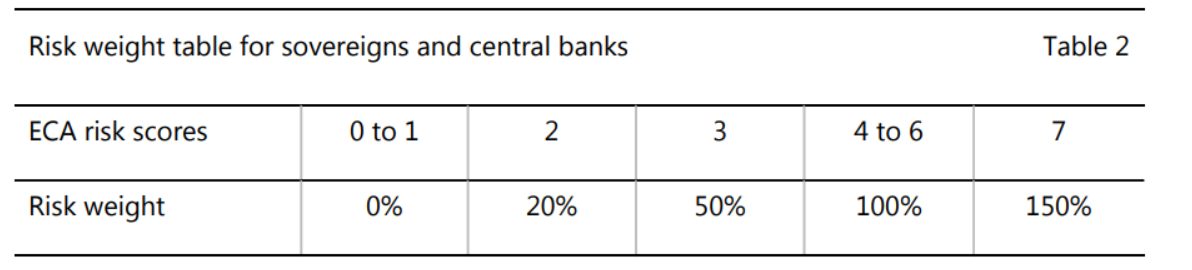 Risk weight table for sovereigns and central banks Table 2
ECA risk scores 0 to 1 2 3 4 to 6 7
Risk weight 0% 20% 50% 100% 150%